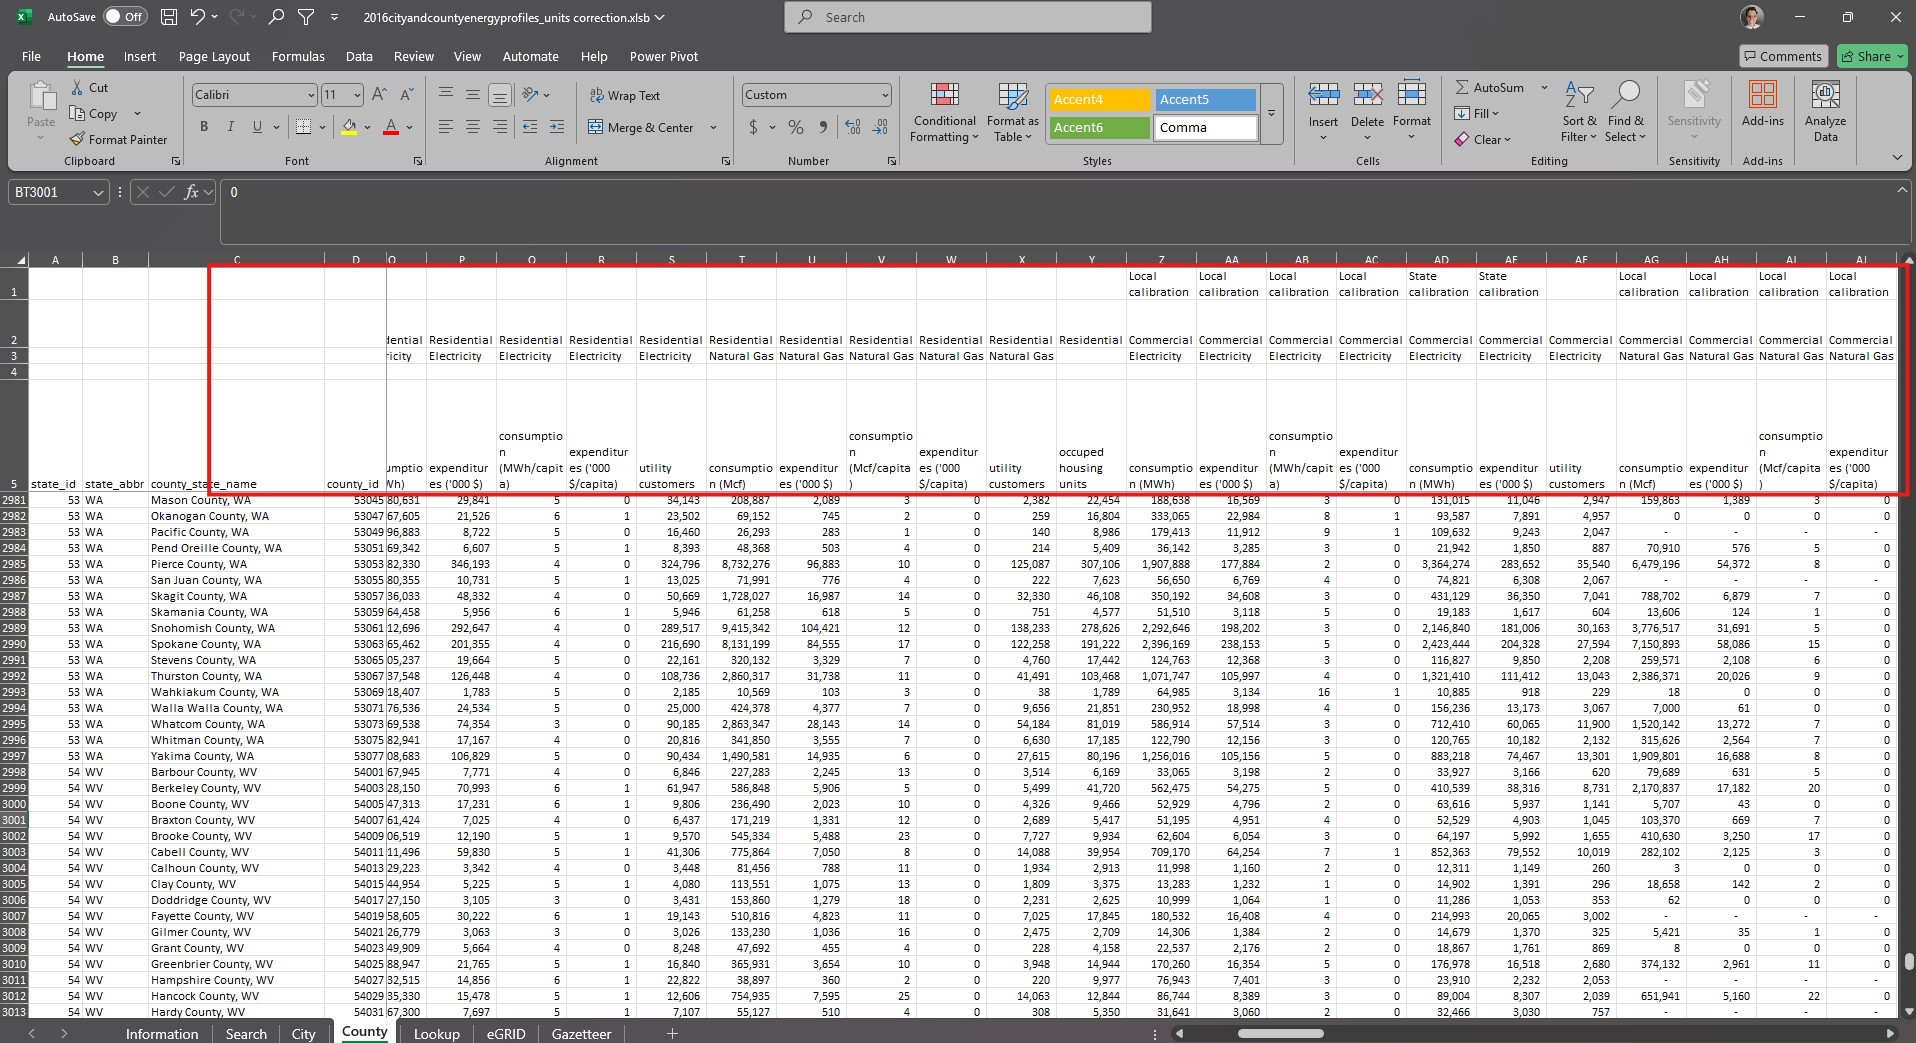 AutoSave Off 2016cityandcountyenergyprofiles_units correction.xlsb Search
File Home Insert Page Layout Formulas Data Review View Automate Help Power Pivot Comments Share
Paste Cut Copy Format Painter Clipboard
Calibri 11 B I U A A Font
Wrap Text Merge & Center Alignment
Custom $ % Number
Conditional Formatting Format as Table Accent4 Accent5 Accent6 Comma Styles
Insert Delete Format Cells
AutoSum Fill Clear Sort & Filter Find & Select Editing
Sensitivity Sensitivity Add-ins Add-ins Analyze Data
BT3001 fx 0
A B C D P Q R S T U V W X Y Z AA AB AC AD AE AF AG AH AI AJ
1 Local calibration Local calibration Local calibration Local calibration State calibration State calibration Local calibration Local calibration Local calibration Local calibration
2 dential Residential Residential Residential Residential Residential Residential Residential Residential Residential Residential Commercial Commercial Commercial Commercial Commercial Commercial Commercial Commercial Commercial Commercial Commercial
3 ricity Electricity Electricity Electricity Electricity Natural Gas Natural Gas Natural Gas Natural Gas Natural Gas Electricity Electricity Electricity Electricity Electricity Electricity Electricity Natural Gas Natural Gas Natural Gas Natural Gas
4
5 state_id state_abbr county_state_name county_id umptio Wh) expenditures ('000 $) consumption (MWh/capita) expenditures ('000 $/capita) utility customers consumption (Mcf) expenditures ('000 $) consumption (Mcf/capita) expenditures ('000 $/capita) utility customers occuped housing units consumption (MWh) expenditures ('000 $) consumption (MWh/capita) expenditures ('000 $/capita) consumption (MWh) expenditures ('000 $) utility customers consumption (Mcf) expenditures ('000 $) consumption (Mcf/capita) expenditures ('000 $/capita)
2981 53 WA Mason County, WA 53045 80,631 29,841 5 0 34,143 208,887 2,089 3 0 2,382 22,454 188,638 16,569 3 0 131,015 11,046 2,947 159,863 1,389 3 0
2982 53 WA Okanogan County, WA 53047 67,605 21,526 6 1 23,502 69,152 745 2 0 259 16,804 333,065 22,984 8 1 93,587 7,891 4,957 0 0 0 0
2983 53 WA Pacific County, WA 53049 96,883 8,722 5 0 16,460 26,293 283 1 0 140 8,986 179,413 11,912 9 1 109,632 9,243 2,047 - - - -
2984 53 WA Pend Oreille County, WA 53051 69,342 6,607 5 1 8,393 48,368 503 4 0 214 5,409 36,142 3,285 3 0 21,942 1,850 887 70,910 576 5 0
2985 53 WA Pierce County, WA 53053 82,330 346,193 4 0 324,796 8,732,276 96,883 10 0 125,087 307,106 1,907,888 177,884 2 0 3,364,274 283,652 35,540 6,479,196 54,372 8 0
2986 53 WA San Juan County, WA 53055 80,355 10,731 5 1 13,025 71,991 776 4 0 222 7,623 56,650 6,769 4 0 74,821 6,308 2,067 - - - -
2987 53 WA Skagit County, WA 53057 36,033 48,332 4 0 50,669 1,728,027 16,987 14 0 32,330 46,108 350,192 34,608 3 0 431,129 36,350 7,041 788,702 6,879 7 0
2988 53 WA Skamania County, WA 53059 64,458 5,956 6 1 5,946 61,258 618 5 0 751 4,577 51,510 3,118 5 0 19,183 1,617 604 13,606 124 1 0
2989 53 WA Snohomish County, WA 53061 12,696 292,647 4 0 289,517 9,415,342 104,421 12 0 138,233 278,626 2,292,646 198,202 3 0 2,146,840 181,006 30,163 3,776,517 31,691 5 0
2990 53 WA Spokane County, WA 53063 65,462 201,355 4 0 216,690 8,131,199 84,555 17 0 122,258 191,222 2,396,169 238,153 5 0 2,423,444 204,328 27,594 7,150,893 58,086 15 0
2991 53 WA Stevens County, WA 53065 05,237 19,664 5 0 22,161 320,132 3,329 7 0 4,760 17,442 124,763 12,368 3 0 116,827 9,850 2,208 259,571 2,108 6 0
2992 53 WA Thurston County, WA 53067 37,548 126,448 4 0 108,736 2,860,317 31,738 11 0 41,491 103,468 1,071,747 105,997 4 0 1,321,410 111,412 13,043 2,386,371 20,026 9 0
2993 53 WA Wahkiakum County, WA 53069 18,407 1,783 5 0 2,185 10,569 103 3 0 38 1,789 64,985 3,134 16 1 10,885 918 229 18 0 0 0
2994 53 WA Walla Walla County, WA 53071 76,536 24,534 5 0 25,000 424,378 4,377 7 0 9,656 21,851 230,952 18,998 4 0 156,236 13,173 3,067 7,000 61 0 0
2995 53 WA Whatcom County, WA 53073 69,538 74,354 3 0 90,185 2,863,347 28,143 14 0 54,184 81,019 586,914 57,514 3 0 712,410 60,065 11,900 1,520,142 13,272 7 0
2996 53 WA Whitman County, WA 53075 82,941 17,167 4 0 20,816 341,850 3,555 7 0 6,630 17,185 122,790 12,156 3 0 120,765 10,182 2,132 315,626 2,564 7 0
2997 53 WA Yakima County, WA 53077 08,683 106,829 5 0 90,434 1,490,581 14,935 6 0 27,615 80,196 1,256,016 105,156 5 0 883,218 74,467 13,301 1,909,801 16,688 8 0
2998 54 WV Barbour County, WV 54001 67,945 7,771 4 0 6,846 227,283 2,245 13 0 3,514 6,169 33,065 3,198 2 0 33,927 3,166 620 79,689 631 5 0
2999 54 WV Berkeley County, WV 54003 28,150 70,993 6 1 61,947 586,848 5,906 5 0 5,499 41,720 562,475 54,275 5 0 410,539 38,316 8,731 2,170,837 17,182 20 0
3000 54 WV Boone County, WV 54005 47,313 17,231 6 1 9,806 236,490 2,023 10 0 4,326 9,466 52,929 4,796 2 0 63,616 5,937 1,141 5,707 43 0 0
3001 54 WV Braxton County, WV 54007 61,424 7,025 4 0 6,437 171,219 1,331 12 0 2,689 5,417 51,195 4,951 4 0 52,529 4,903 1,045 103,370 669 7 0
3002 54 WV Brooke County, WV 54009 06,519 12,190 5 1 9,570 545,334 5,488 23 0 7,727 9,934 62,604 6,054 3 0 64,197 5,992 1,655 410,630 3,250 17 0
3003 54 WV Cabell County, WV 54011 11,496 59,830 5 1 41,306 775,864 7,050 8 0 14,088 39,954 709,170 64,254 7 1 852,363 79,552 10,019 282,102 2,125 3 0
3004 54 WV Calhoun County, WV 54013 29,223 3,342 4 0 3,448 81,456 788 11 0 1,934 2,913 11,998 1,160 2 0 12,311 1,149 260 3 0 0 0
3005 54 WV Clay County, WV 54015 44,954 5,225 5 1 4,080 113,551 1,075 13 0 1,809 3,375 13,283 1,232 1 0 14,902 1,391 296 18,658 142 2 0
3006 54 WV Doddridge County, WV 54017 27,150 3,105 3 0 3,431 153,860 1,279 18 0 2,231 2,625 10,999 1,064 1 0 11,286 1,053 353 62 0 0 0
3007 54 WV Fayette County, WV 54019 58,605 30,222 6 1 19,143 510,816 4,823 11 0 7,025 17,845 180,532 16,408 4 0 214,993 20,065 3,002 - - - -
3008 54 WV Gilmer County, WV 54021 26,779 3,063 3 0 3,026 133,230 1,036 16 0 2,475 2,709 14,306 1,384 2 0 14,679 1,370 325 5,421 35 1 0
3009 54 WV Grant County, WV 54023 49,909 5,664 4 0 8,248 47,692 455 4 0 228 4,158 22,537 2,176 2 0 18,867 1,761 869 8 0 0 0
3010 54 WV Greenbrier County, WV 54025 88,947 21,765 5 1 16,840 365,931 3,654 10 0 3,948 14,944 170,260 16,354 5 0 176,978 16,518 2,680 374,132 2,961 11 0
3011 54 WV Hampshire County, WV 54027 32,515 14,856 6 1 22,822 38,897 360 2 0 220 9,977 76,943 7,401 3 0 23,910 2,232 2,053 - - - -
3012 54 WV Hancock County, WV 54029 35,330 15,478 5 1 12,606 754,935 7,595 25 0 14,063 12,844 86,744 8,389 3 0 89,004 8,307 2,039 651,941 5,160 22 0
3013 54 WV Hardy County, WV 54031 67,300 7,697 5 1 7,107 55,127 510 4 0 308 5,350 31,641 3,060 2 0 32,466 3,030 757 - - - -
Information Search City County Lookup eGRID Gazetteer